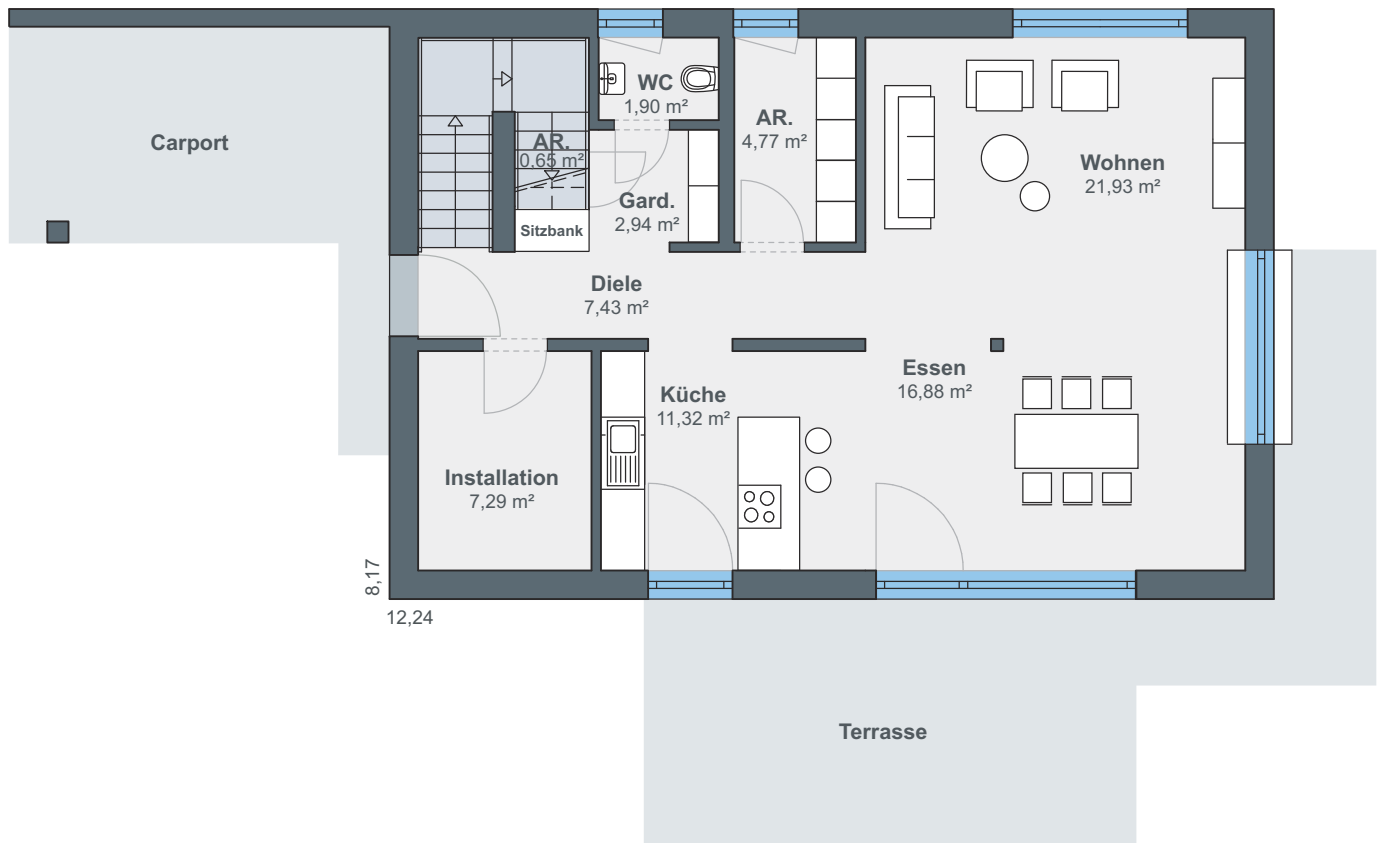 Carport
WC
1,90 m²
AR.
0,65 m²
AR.
4,77 m²
Wohnen
21,93 m²
Gard.
2,94 m²
Sitzbank
Diele
7,43 m²
Essen
16,88 m²
Küche
11,32 m²
Installation
7,29 m²
8,17
12,24
Terrasse